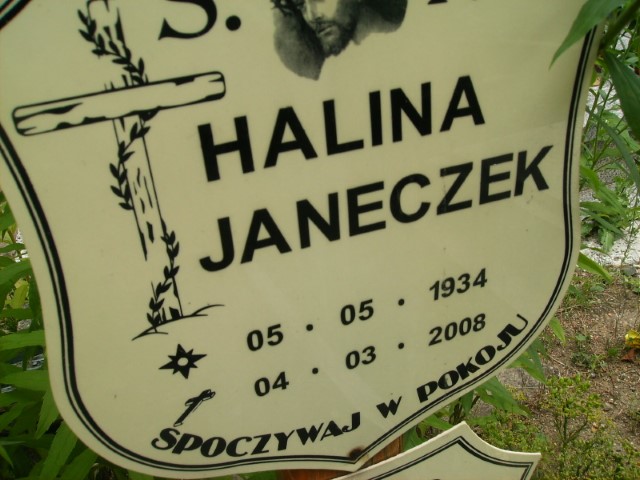 Ś.
HALINA
JANECZEK
05 • 05 • 1934
04 • 03 • 2008
SPOCZYWAJ W POKOJU